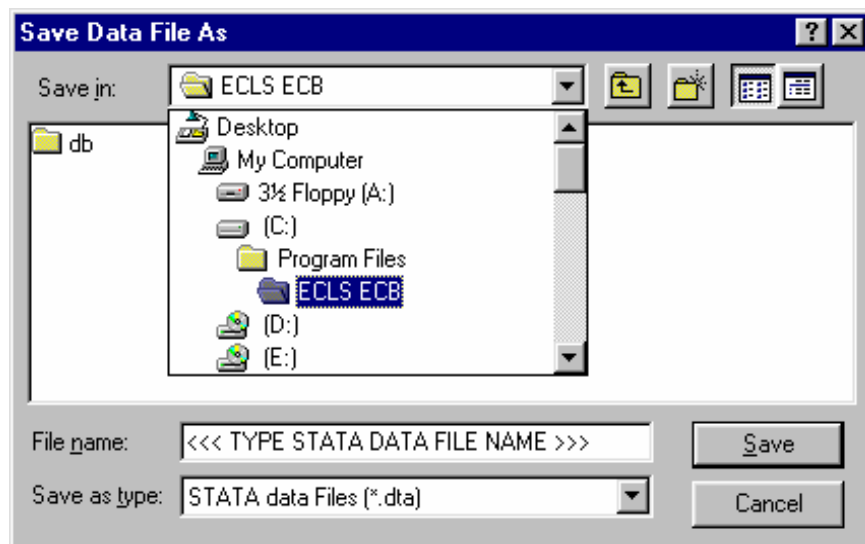 Save Data File As
Save in:
ECLS ECB
db
Desktop
My Computer
3½ Floppy (A:)
(C:)
Program Files
ECLS ECB
(D:)
(E:)
File name:
<<< TYPE STATA DATA FILE NAME >>>
Save
Save as type:
STATA data Files (*.dta)
Cancel